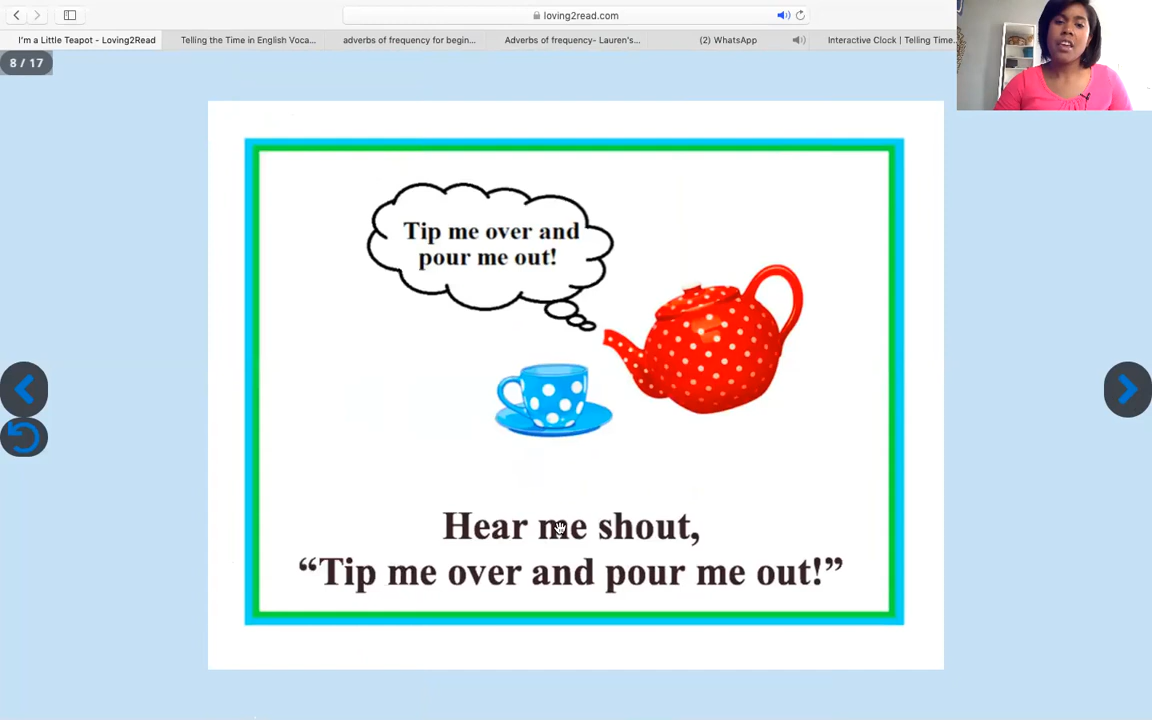 loving2read.com
I'm a Little Teapot - Loving2Read
Telling the Time in English Voca...
adverbs of frequency for begin...
Adverbs of frequency- Lauren's...
(2) WhatsApp
Interactive Clock | Telling Time
8 / 17
Tip me over and
pour me out!
Hear me shout,
“Tip me over and pour me out!”